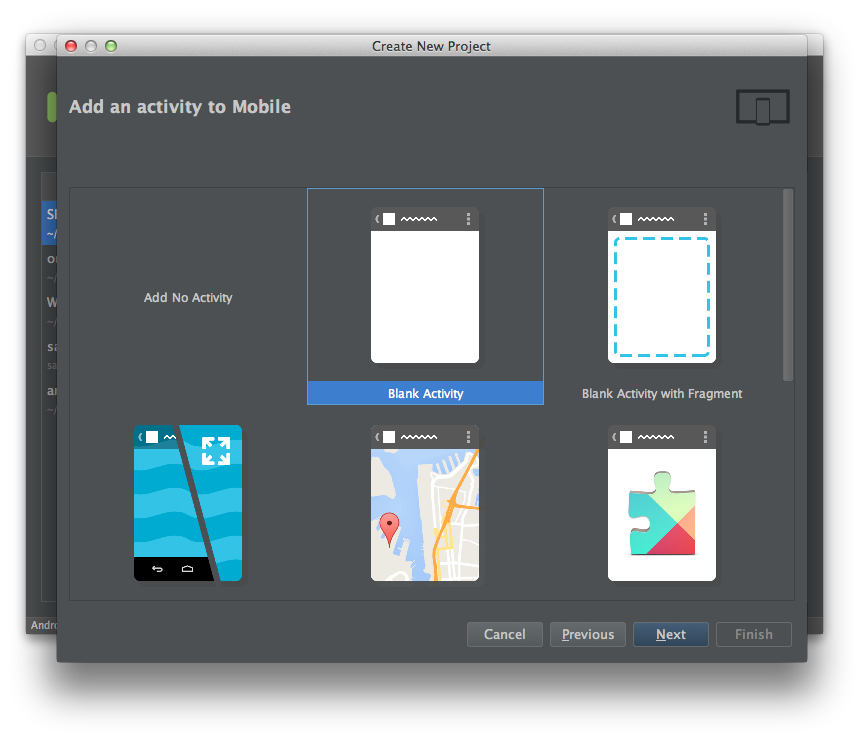 Create New Project
Add an activity to Mobile
Add No Activity
Blank Activity
Blank Activity with Fragment
Cancel
Previous
Next
Finish